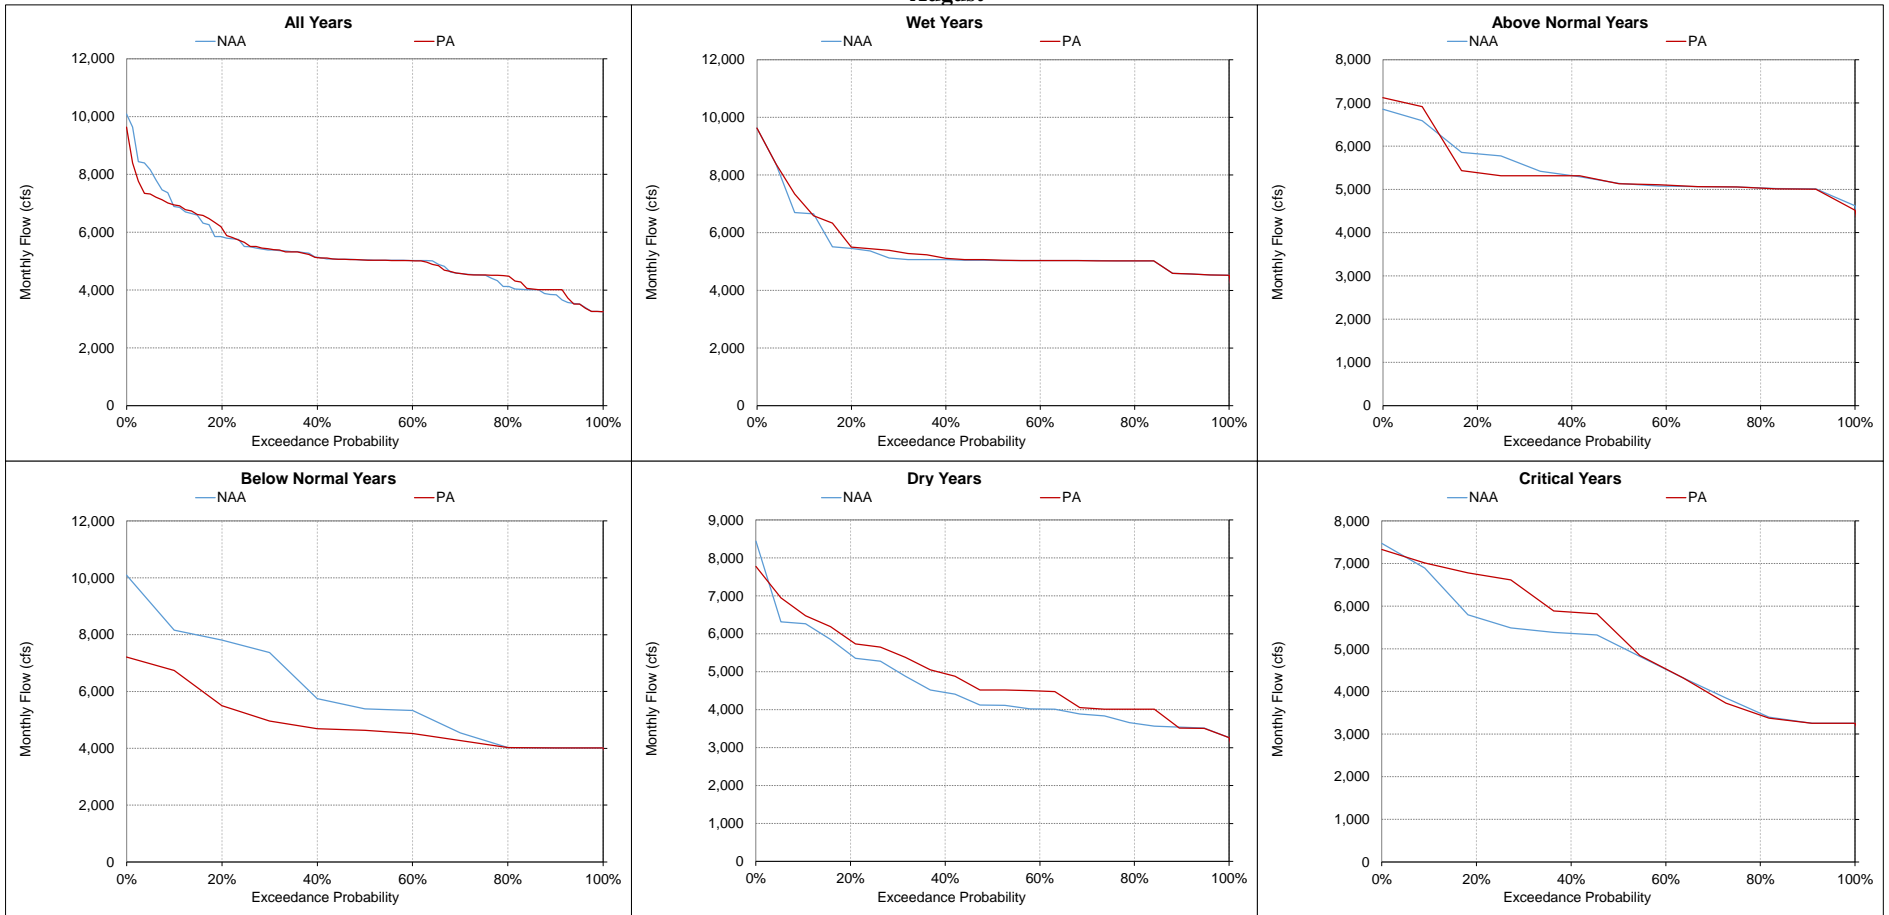 August
All Years
NAA PA
12,000
10,000
8,000
6,000
4,000
2,000
0
Monthly Flow (cfs)
0% 20% 40% 60% 80% 100%
Exceedance Probability
Wet Years
NAA PA
12,000
10,000
8,000
6,000
4,000
2,000
0
Monthly Flow (cfs)
0% 20% 40% 60% 80% 100%
Exceedance Probability
Above Normal Years
NAA PA
8,000
7,000
6,000
5,000
4,000
3,000
2,000
1,000
0
Monthly Flow (cfs)
0% 20% 40% 60% 80% 100%
Exceedance Probability
Below Normal Years
NAA PA
12,000
10,000
8,000
6,000
4,000
2,000
0
Monthly Flow (cfs)
0% 20% 40% 60% 80% 100%
Exceedance Probability
Dry Years
NAA PA
9,000
8,000
7,000
6,000
5,000
4,000
3,000
2,000
1,000
0
Monthly Flow (cfs)
0% 20% 40% 60% 80% 100%
Exceedance Probability
Critical Years
NAA PA
8,000
7,000
6,000
5,000
4,000
3,000
2,000
1,000
0
Monthly Flow (cfs)
0% 20% 40% 60% 80% 100%
Exceedance Probability